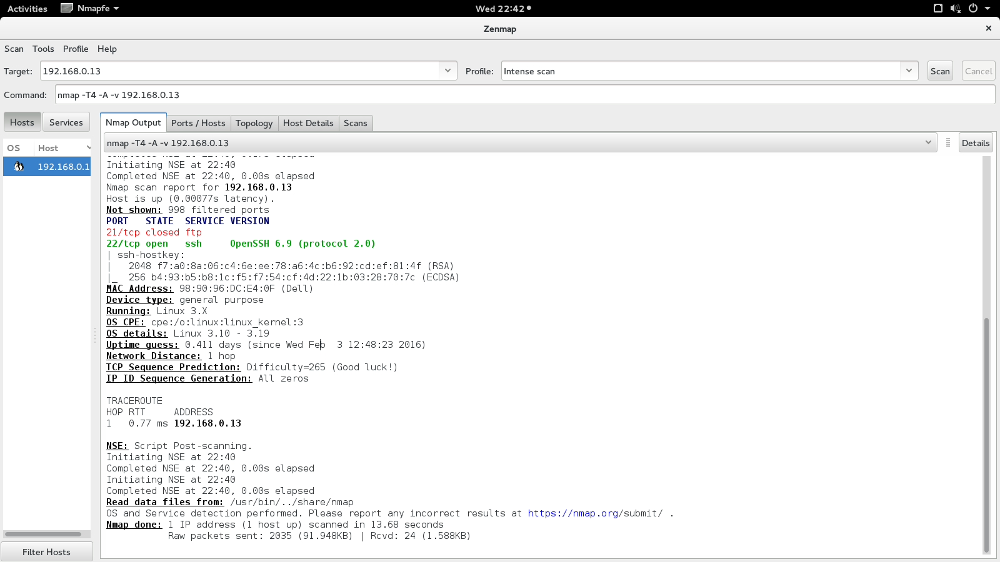 Activities Nmapfe Wed 22:42
Zenmap
Scan Tools Profile Help
Target: 192.168.0.13 Profile: Intense scan Scan Cancel
Command: nmap -T4 -A -v 192.168.0.13
Hosts Services Nmap Output Ports / Hosts Topology Host Details Scans
nmap -T4 -A -v 192.168.0.13 Details
OS Host
192.168.0.1
Initiating NSE at 22:40
Completed NSE at 22:40, 0.00s elapsed
Nmap scan report for 192.168.0.13
Host is up (0.00077s latency).
Not shown: 998 filtered ports
PORT   STATE  SERVICE VERSION
21/tcp closed ftp
22/tcp open   ssh     OpenSSH 6.9 (protocol 2.0)
| ssh-hostkey:
|   2048 f7:a0:8a:06:c4:6e:ee:78:a6:4c:b6:92:cd:ef:81:4f (RSA)
|_  256 b4:93:b5:b8:1c:f5:f7:54:cf:4d:22:1b:03:28:70:7c (ECDSA)
MAC Address: 98:90:96:DC:E4:0F (Dell)
Device type: general purpose
Running: Linux 3.X
OS CPE: cpe:/o:linux:linux_kernel:3
OS details: Linux 3.10 - 3.19
Uptime guess: 0.411 days (since Wed Feb  3 12:48:23 2016)
Network Distance: 1 hop
TCP Sequence Prediction: Difficulty=265 (Good luck!)
IP ID Sequence Generation: All zeros
TRACEROUTE
HOP RTT     ADDRESS
1   0.77 ms 192.168.0.13
NSE: Script Post-scanning.
Initiating NSE at 22:40
Completed NSE at 22:40, 0.00s elapsed
Initiating NSE at 22:40
Completed NSE at 22:40, 0.00s elapsed
Read data files from: /usr/bin/../share/nmap
OS and Service detection performed. Please report any incorrect results at https://nmap.org/submit/ .
Nmap done: 1 IP address (1 host up) scanned in 13.68 seconds
Raw packets sent: 2035 (91.948KB) | Rcvd: 24 (1.588KB)
Filter Hosts